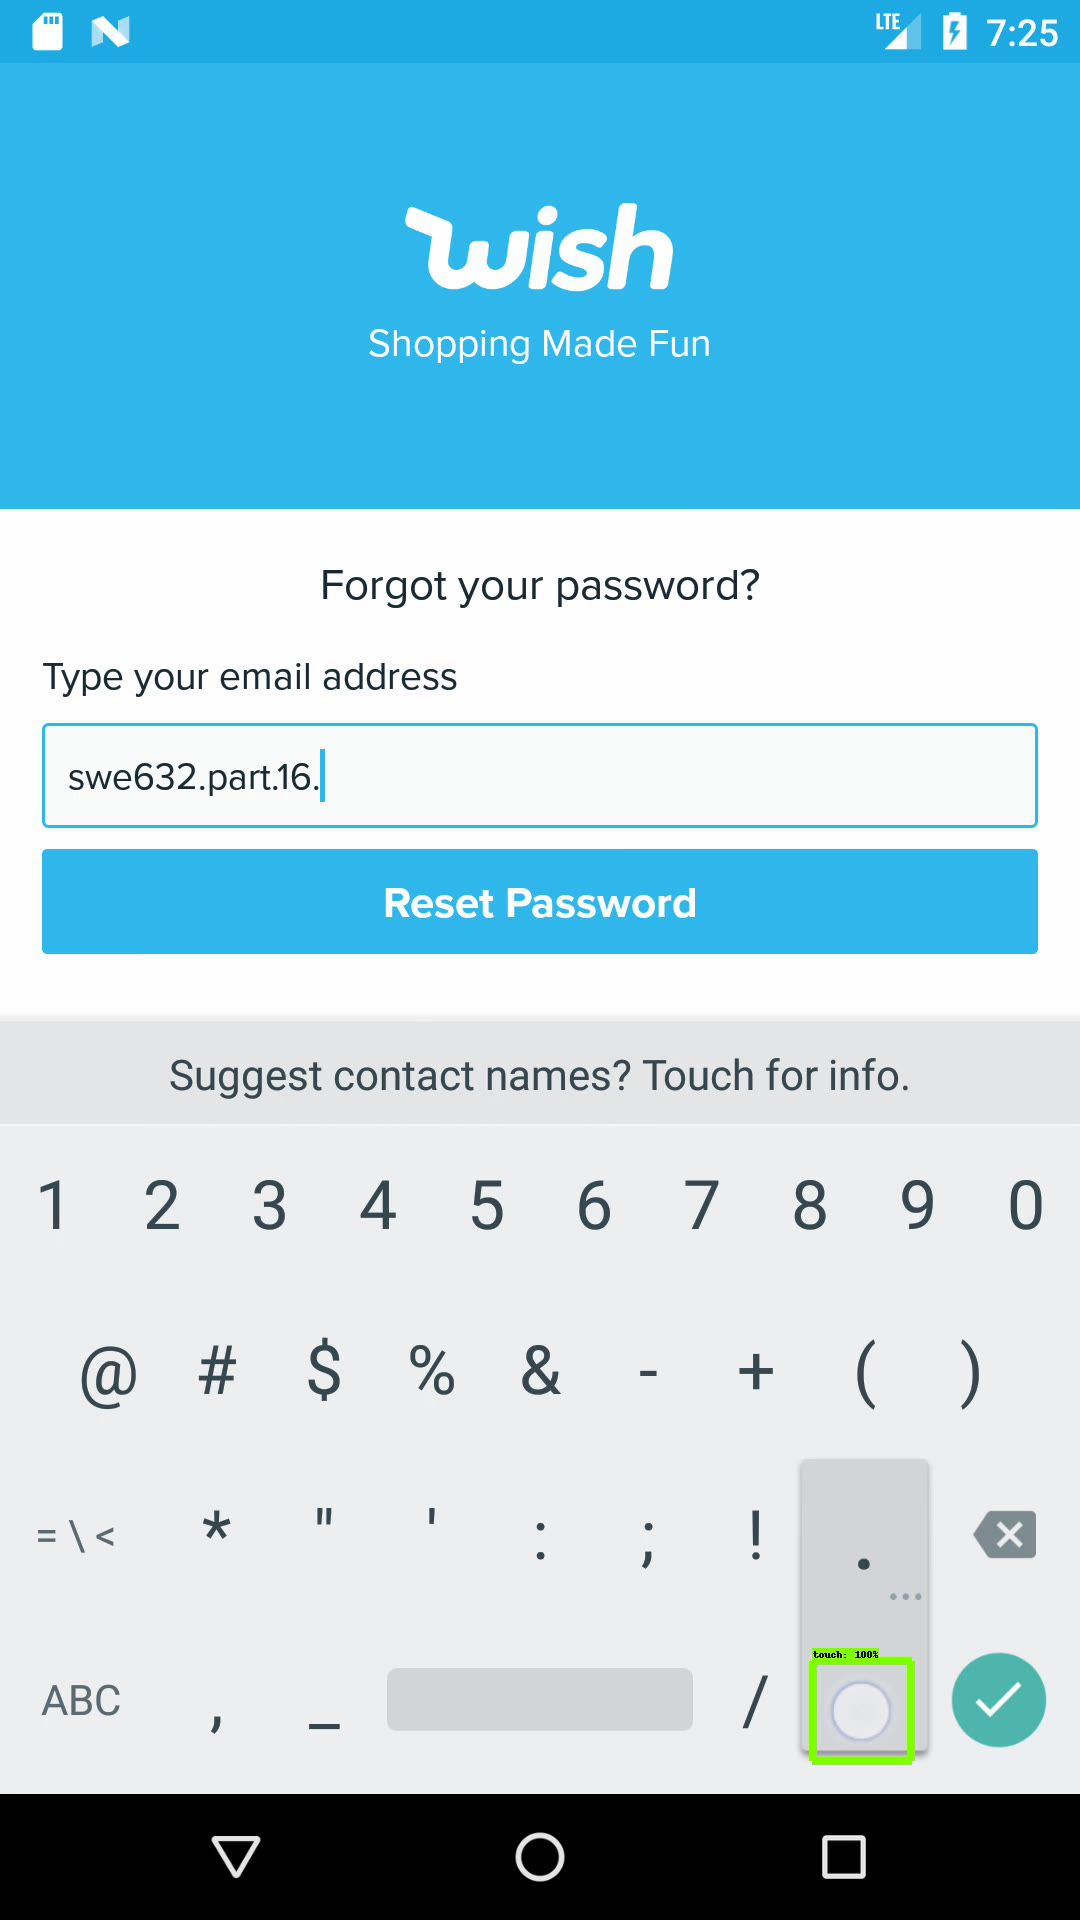 LTE 7:25
wish
Shopping Made Fun
Forgot your password?
Type your email address
swe632.part.16.
Reset Password
Suggest contact names? Touch for info.
1 2 3 4 5 6 7 8 9 0
@ # $ % & - + ( )
= \ < * " ' : ; ! .
...
touch: 100%
ABC , _ /